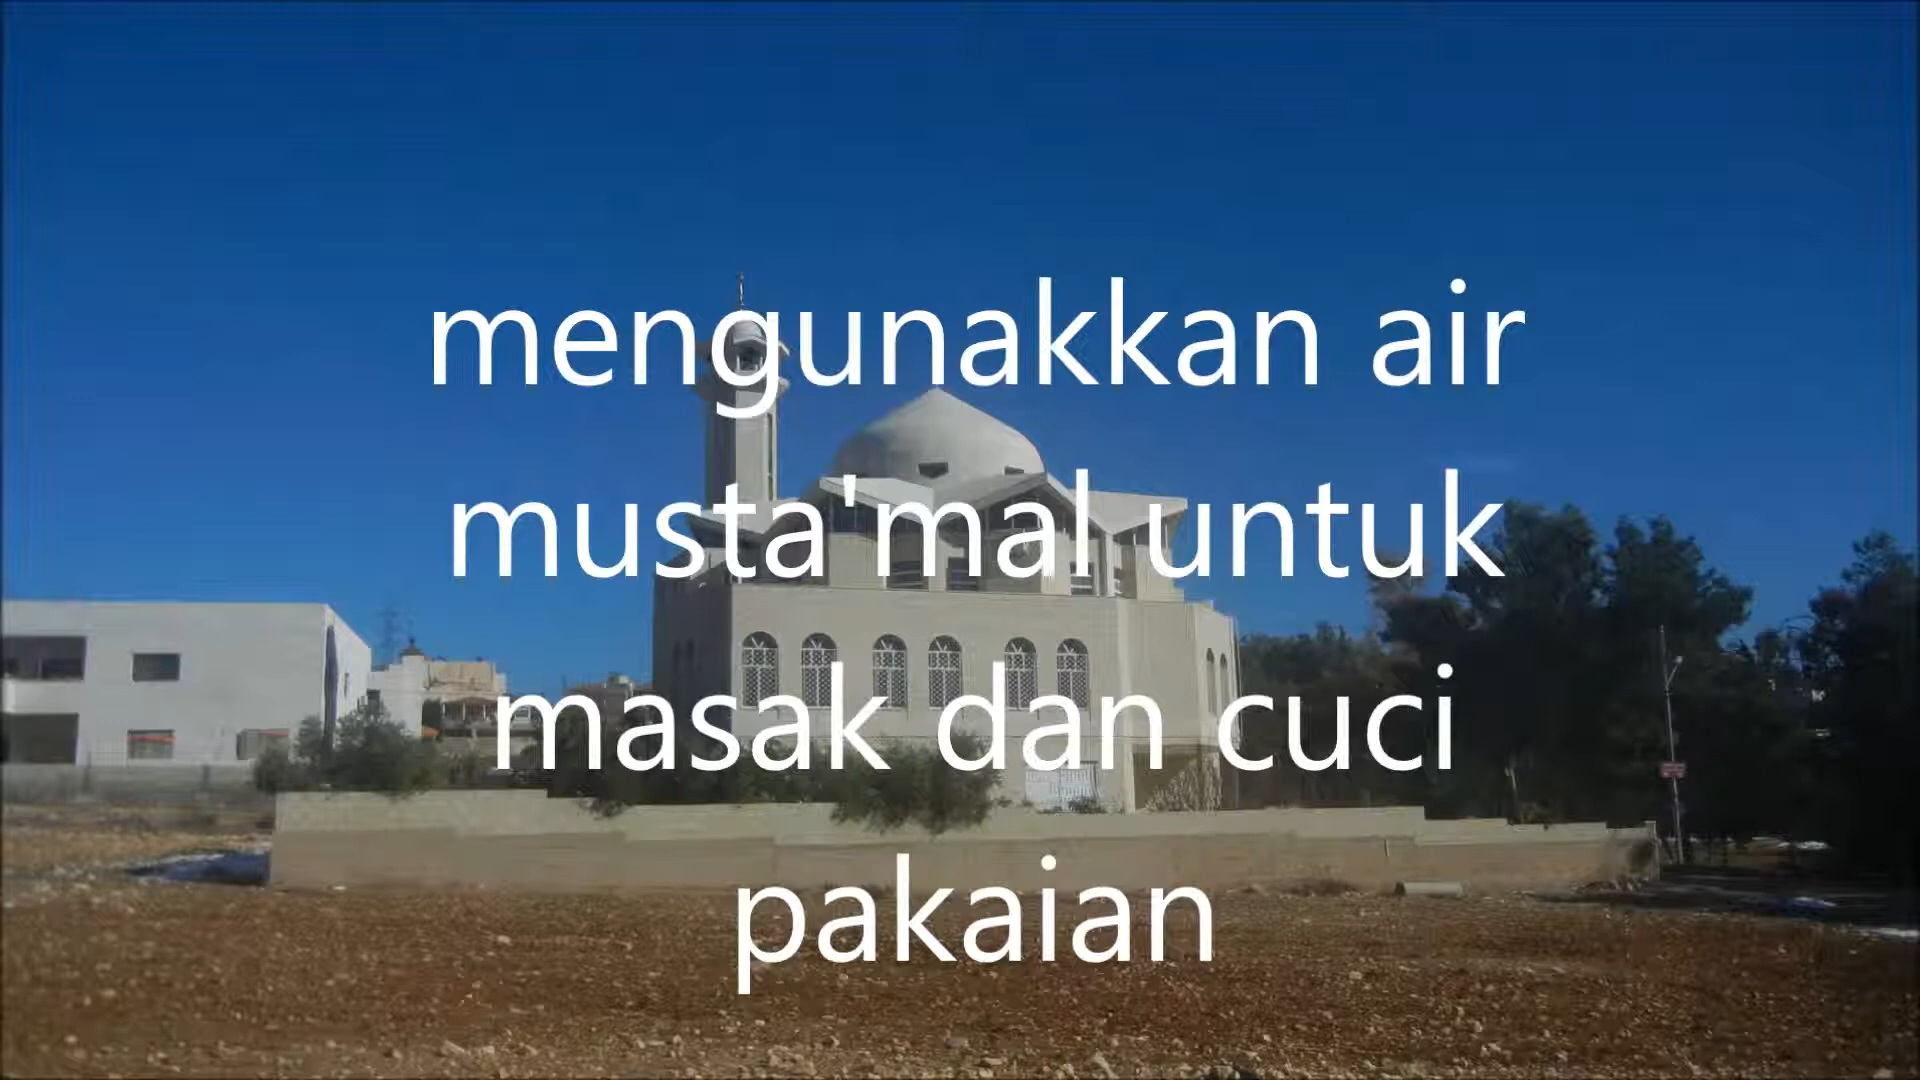 mengunakkan air
musta'mal untuk
masak dan cuci
pakaian